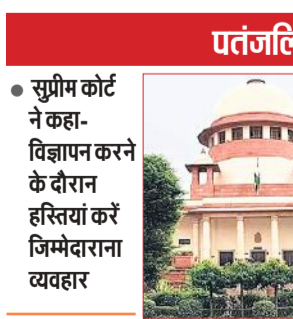 पतंजलि
सुप्रीम कोर्ट
ने कहा-
विज्ञापन करने
के दौरान
हस्तियां करें
जिम्मेदाराना
व्यवहार